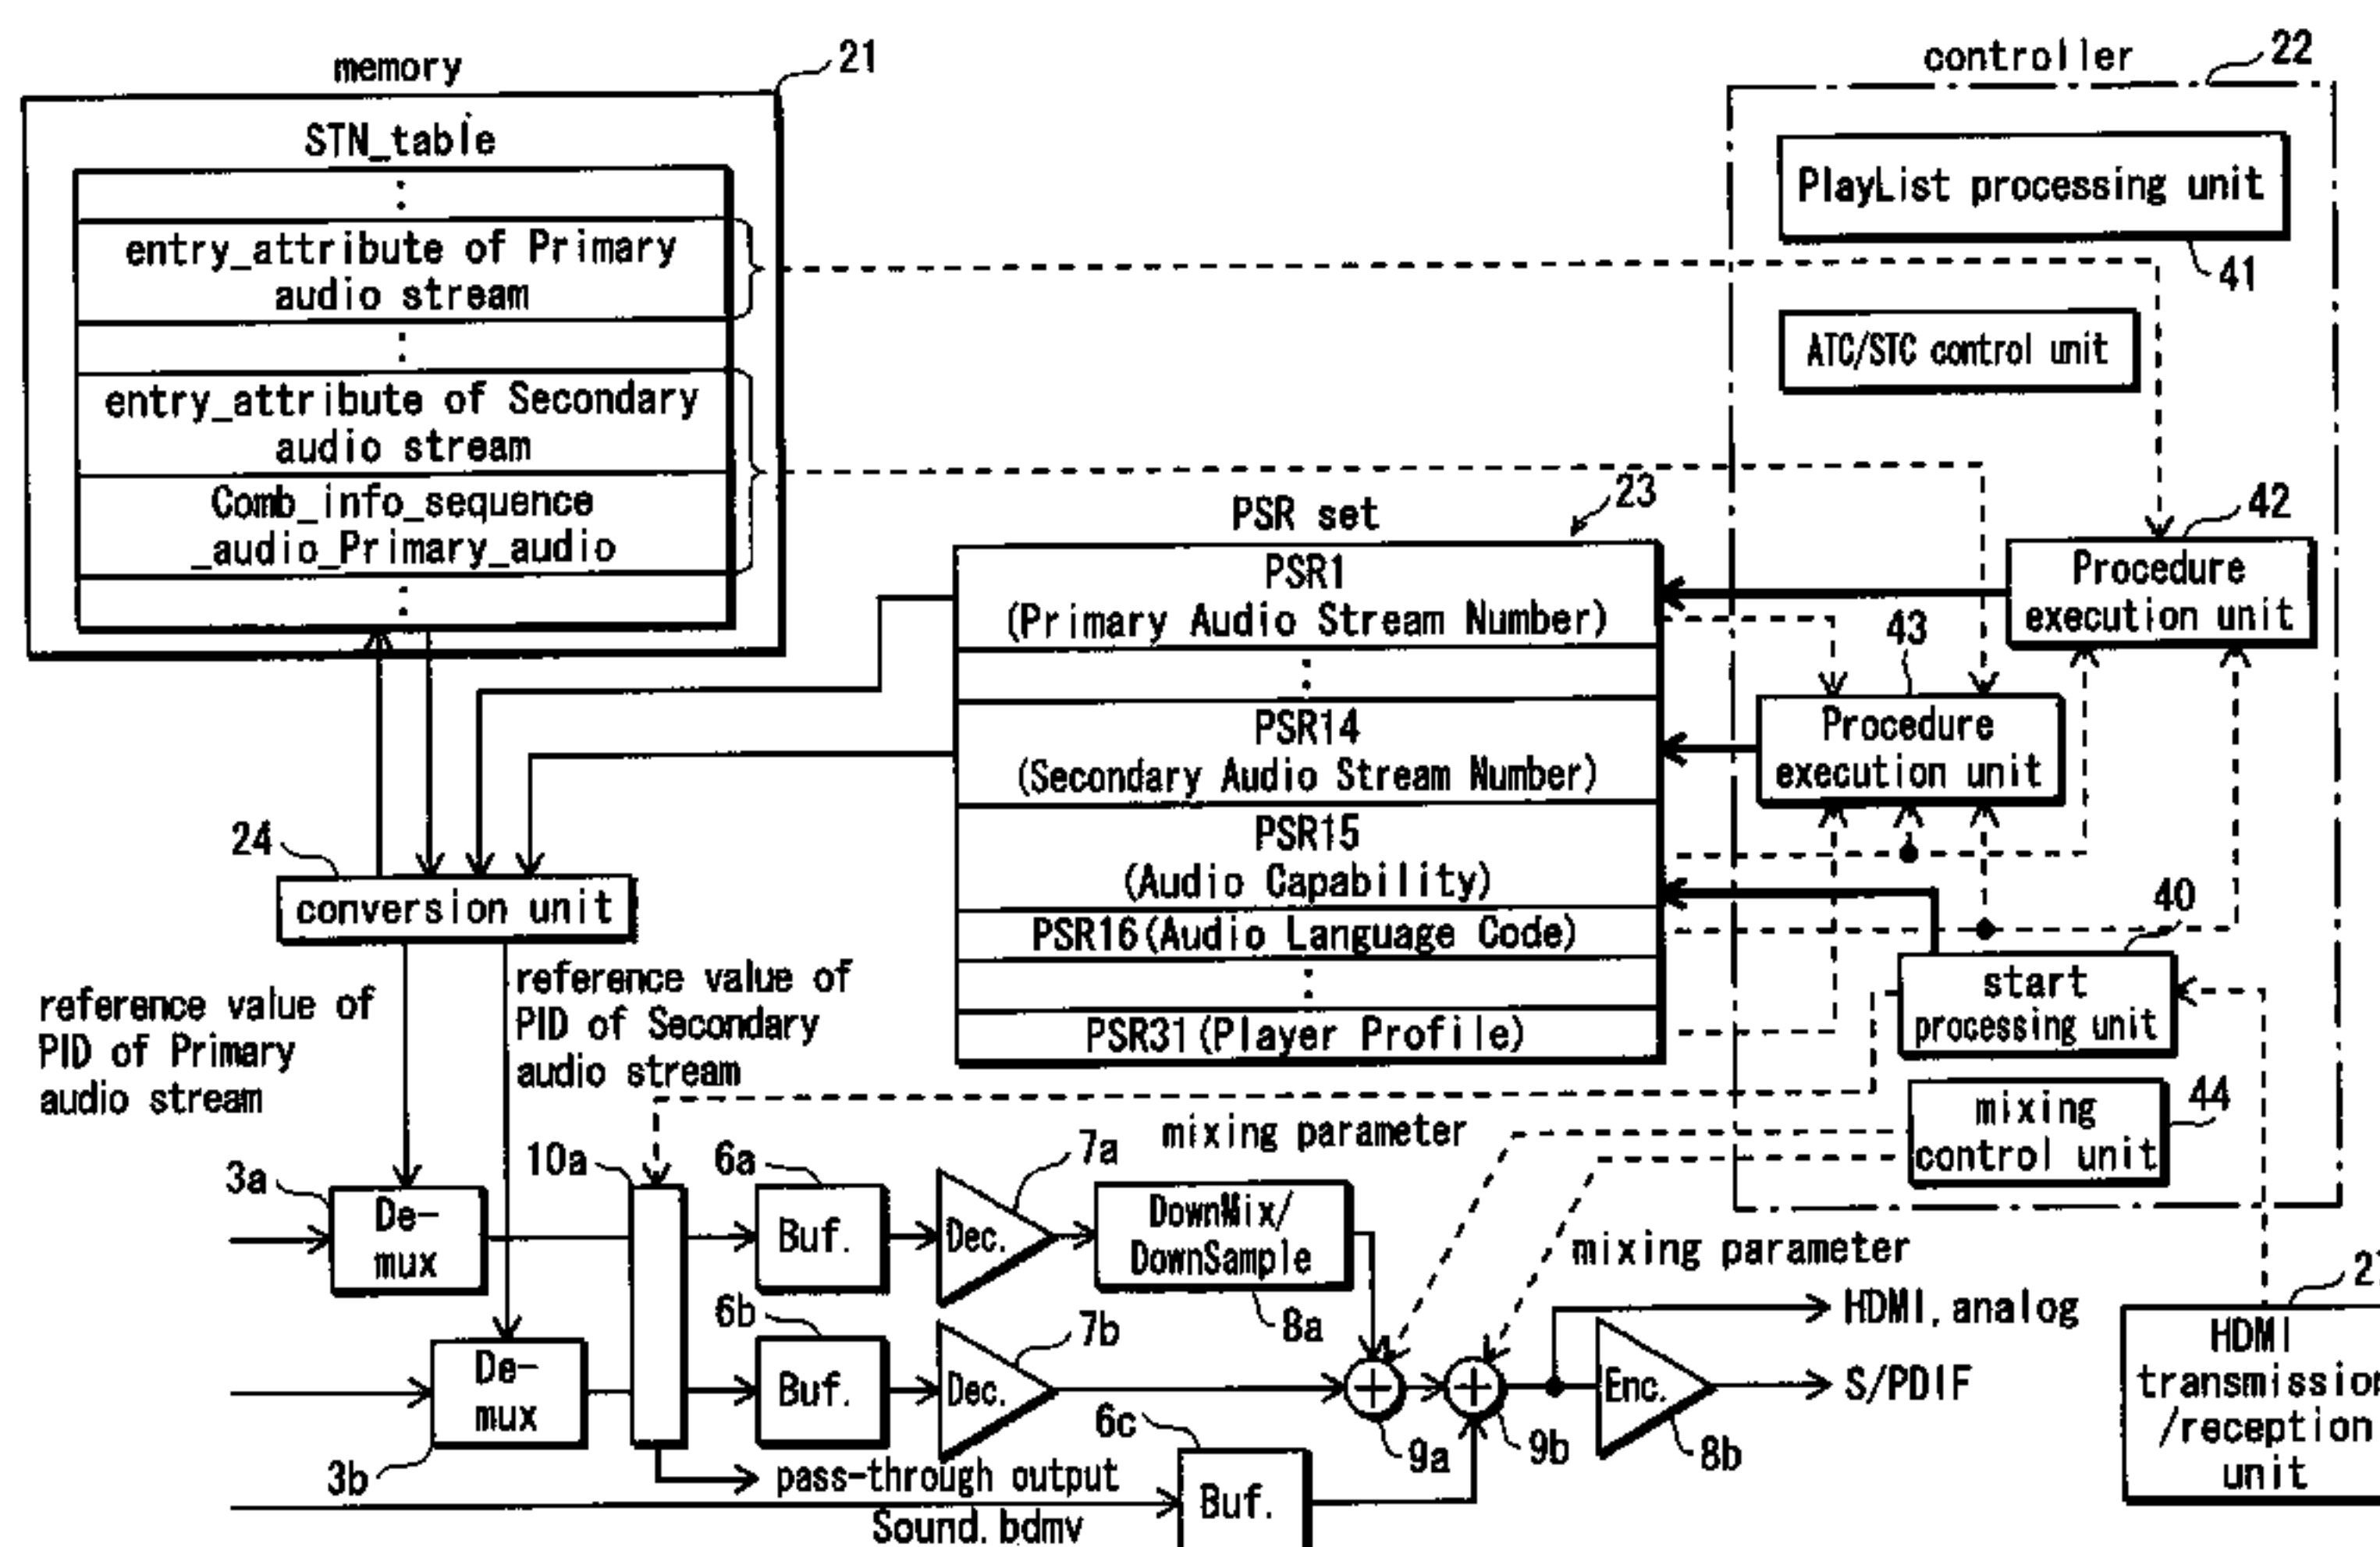 memory
21
controller
22
STN_table
PlayList processing unit
41
entry_attribute of Primary
audio stream
ATC/STC control unit
entry_attribute of Secondary
audio stream
Comb_info_sequence
_audio_Primary_audio
PSR set
23
42
PSR1
(Primary Audio Stream Number)
Procedure
execution unit
43
PSR14
(Secondary Audio Stream Number)
Procedure
execution unit
24
conversion unit
PSR15
(Audio Capability)
PSR16(Audio Language Code)
40
start
processing unit
PSR31(Player Profile)
reference value of
PID of Primary
audio stream
reference value of
PID of Secondary
audio stream
mixing parameter
mixing
control unit
44
3a
De-
mux
10a
6a
Buf.
7a
Dec.
DownMix/
DownSample
8a
mixing parameter
HDMI, analog
3b
De-
mux
6b
Buf.
7b
Dec.
9a
9b
Enc.
8b
S/PDIF
HDMI
transmission
/reception
unit
pass-through output
6c
Buf.
Sound.bdmv